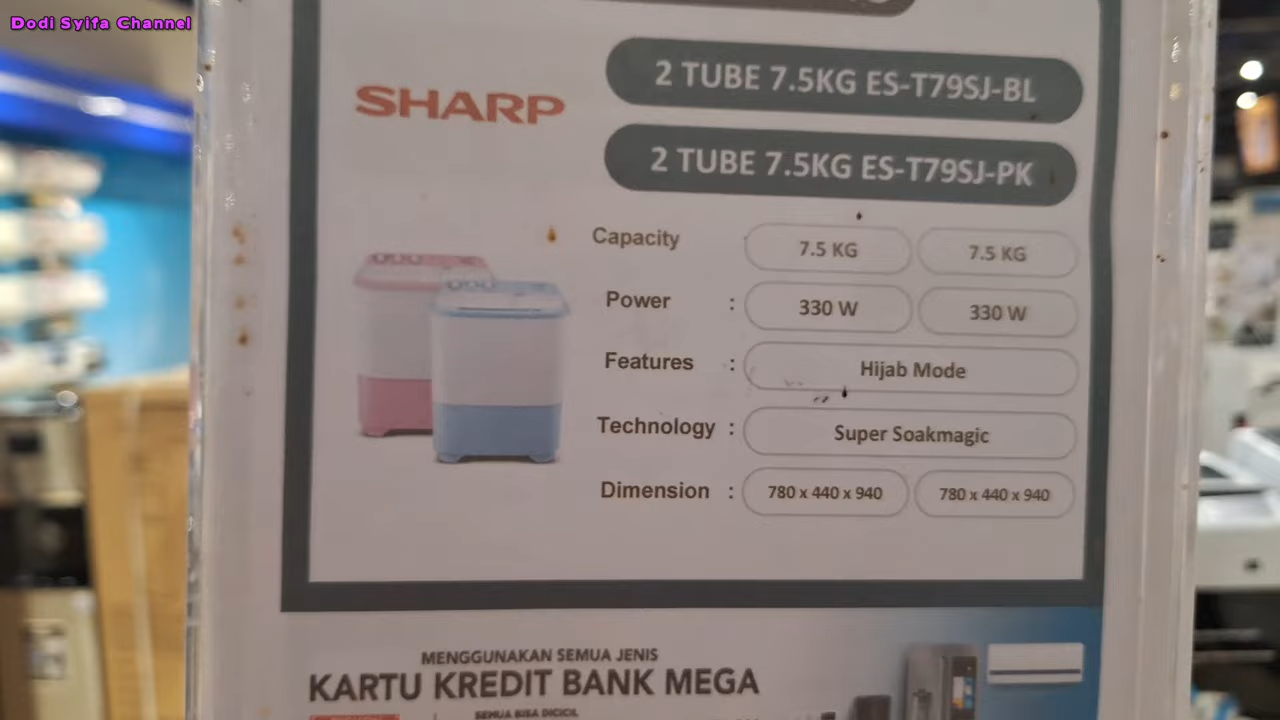 Dodi Syifa Channel
SHARP
2 TUBE 7.5KG ES-T79SJ-BL
2 TUBE 7.5KG ES-T79SJ-PK
Capacity 7.5 KG 7.5 KG
Power : 330 W 330 W
Features : Hijab Mode
Technology : Super Soakmagic
Dimension : 780 x 440 x 940 780 x 440 x 940
MENGGUNAKAN SEMUA JENIS
KARTU KREDIT BANK MEGA
SEMUA BISA DICICIL